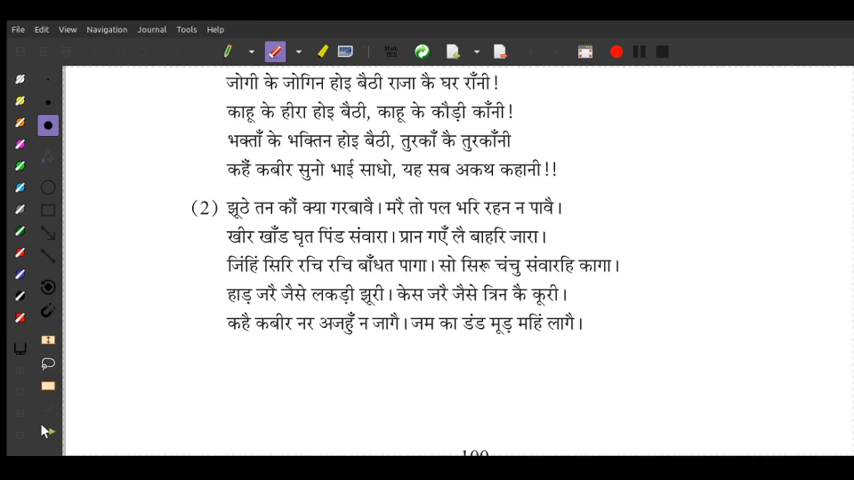 File Edit View Navigation Journal Tools Help
जोगी के जोगिन होइ बैठी राजा कै घर राँनी!
काहू के हीरा होइ बैठी, काहू के कौड़ी काँनी!
भक्ताँ के भक्तिन होइ बैठी, तुरकाँ कै तुरकाँनी
कहैं कबीर सुनो भाई साधो, यह सब अकथ कहानी!!
(2) झूठे तन कौं क्या गरबावै। मरै तो पल भरि रहन न पावै।
खीर खाँड घृत पिंड संवारा। प्रान गएँ लै बाहरि जारा।
जिंहिं सिरि रचि रचि बाँधत पागा। सो सिरू चंचु संवारहि कागा।
हाड़ जरै जैसे लकड़ी झूरी। केस जरै जैसे त्रिन कै कूरी।
कहै कबीर नर अजहुँ न जागै। जम का डंड मूड़ महिं लागै।